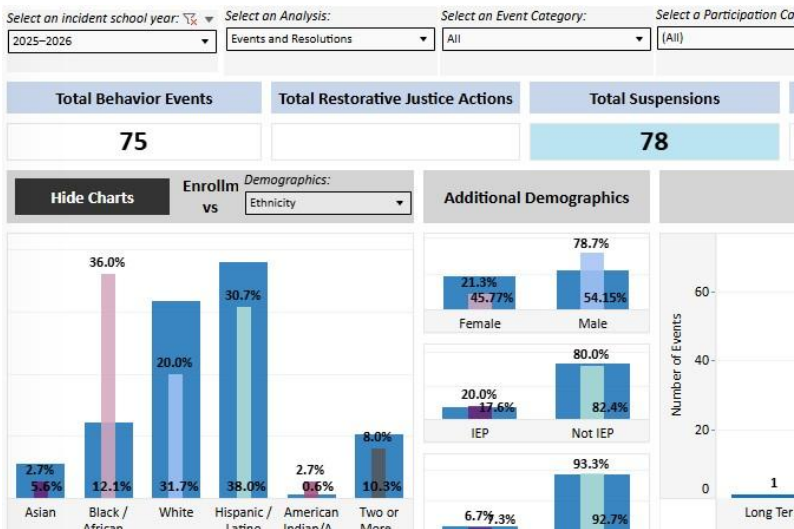 Select an incident school year:
Select an Analysis:
Select an Event Category:
Select a Participation Ca
2025–2026
Events and Resolutions
All
(All)
Total Behavior Events
Total Restorative Justice Actions
Total Suspensions
75
78
Hide Charts
Enrollm
vs
Demographics:
Ethnicity
Additional Demographics
36.0%
30.7%
20.0%
8.0%
2.7%
2.7%
5.6%
12.1%
31.7%
38.0%
0.6%
10.3%
Asian
Black /
African
White
Hispanic /
Latino
American
Indian/A
Two or
More
78.7%
21.3%
45.77%
54.15%
Female
Male
80.0%
20.0%
17.6%
82.4%
IEP
Not IEP
93.3%
6.7%
7.3%
92.7%
Number of Events
60
40
20
0
1
Long Ter